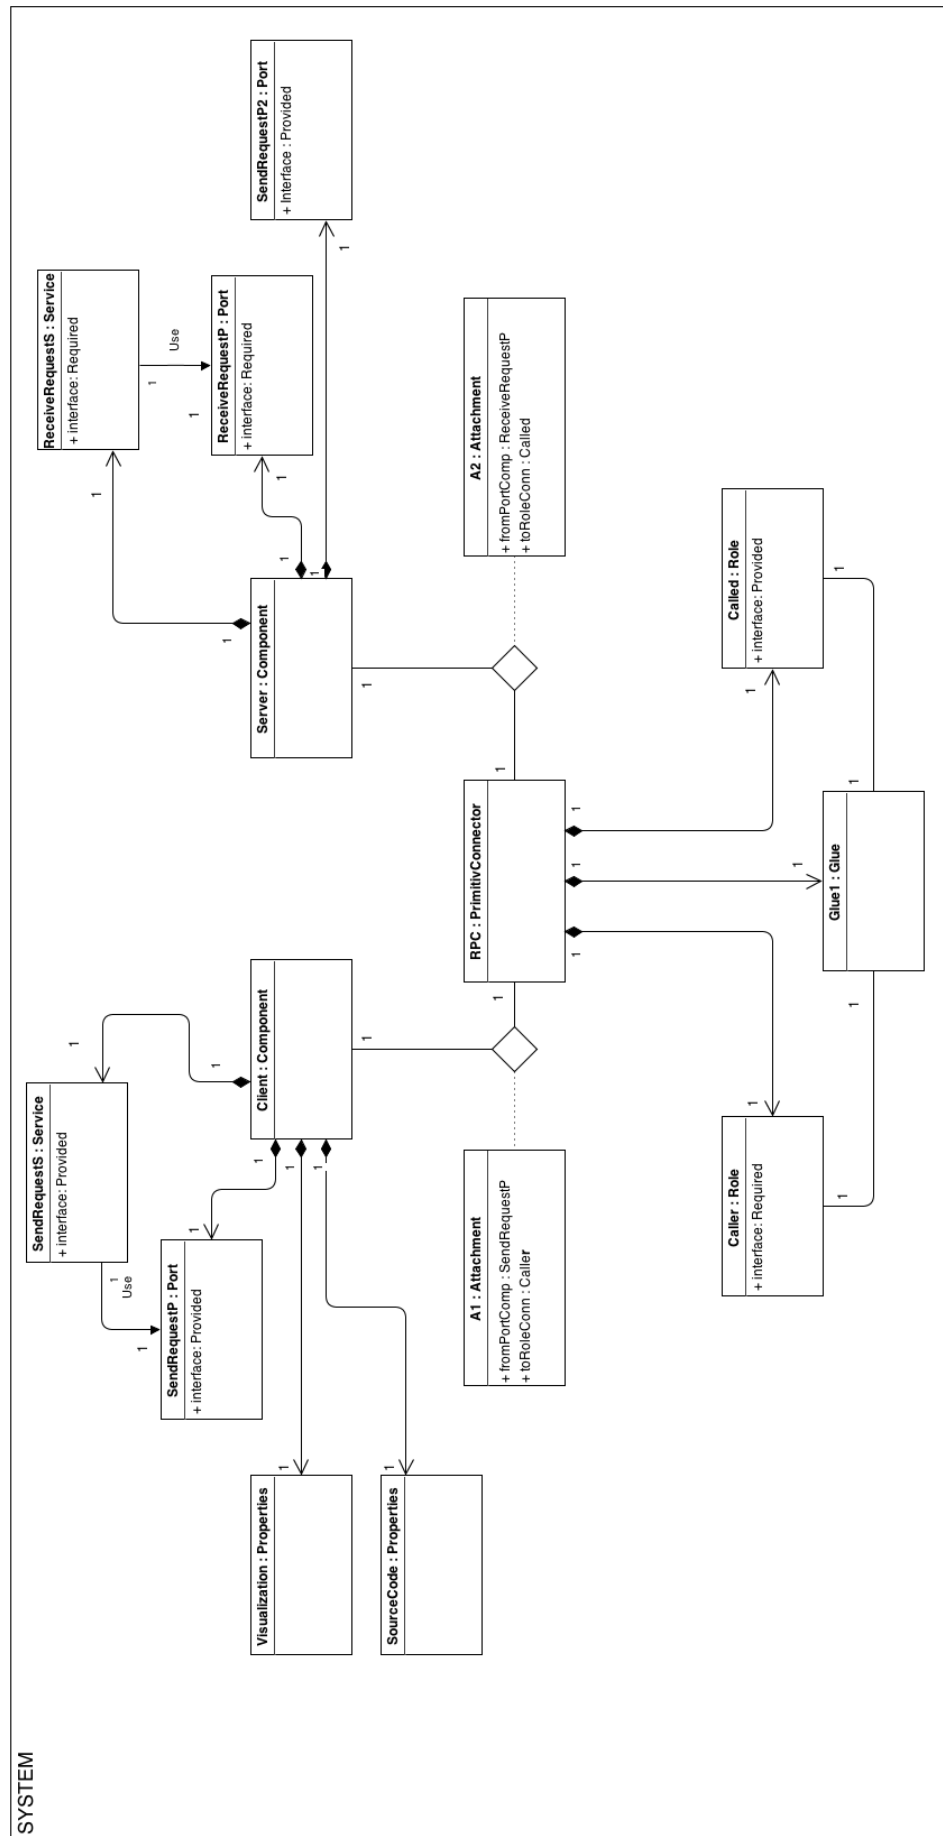 SYSTEM
SendRequestS : Service
+ interface: Provided
1
1
1
Use
1
SendRequestP : Port
+ interface: Provided
1
1
Client : Component
1
1
1
1
Visualization : Properties
1
SourceCode : Properties
1
ReceiveRequestS : Service
+ interface: Required
1
1
1
Use
1
ReceiveRequestP : Port
+ interface: Required
1
1
1
SendRequestP2 : Port
+ Interface : Provided
1
Server : Component
1
A1 : Attachment
+ fromPortComp : SendRequestP
+ toRoleConn : Caller
1
RPC : PrimitivConnector
1
A2 : Attachment
+ fromPortComp : ReceiveRequestP
+ toRoleConn : Called
1
1
1
1
1
1
Caller : Role
+ interface: Required
1
1
Glue1 : Glue
1
Called : Role
+ interface: Provided
1